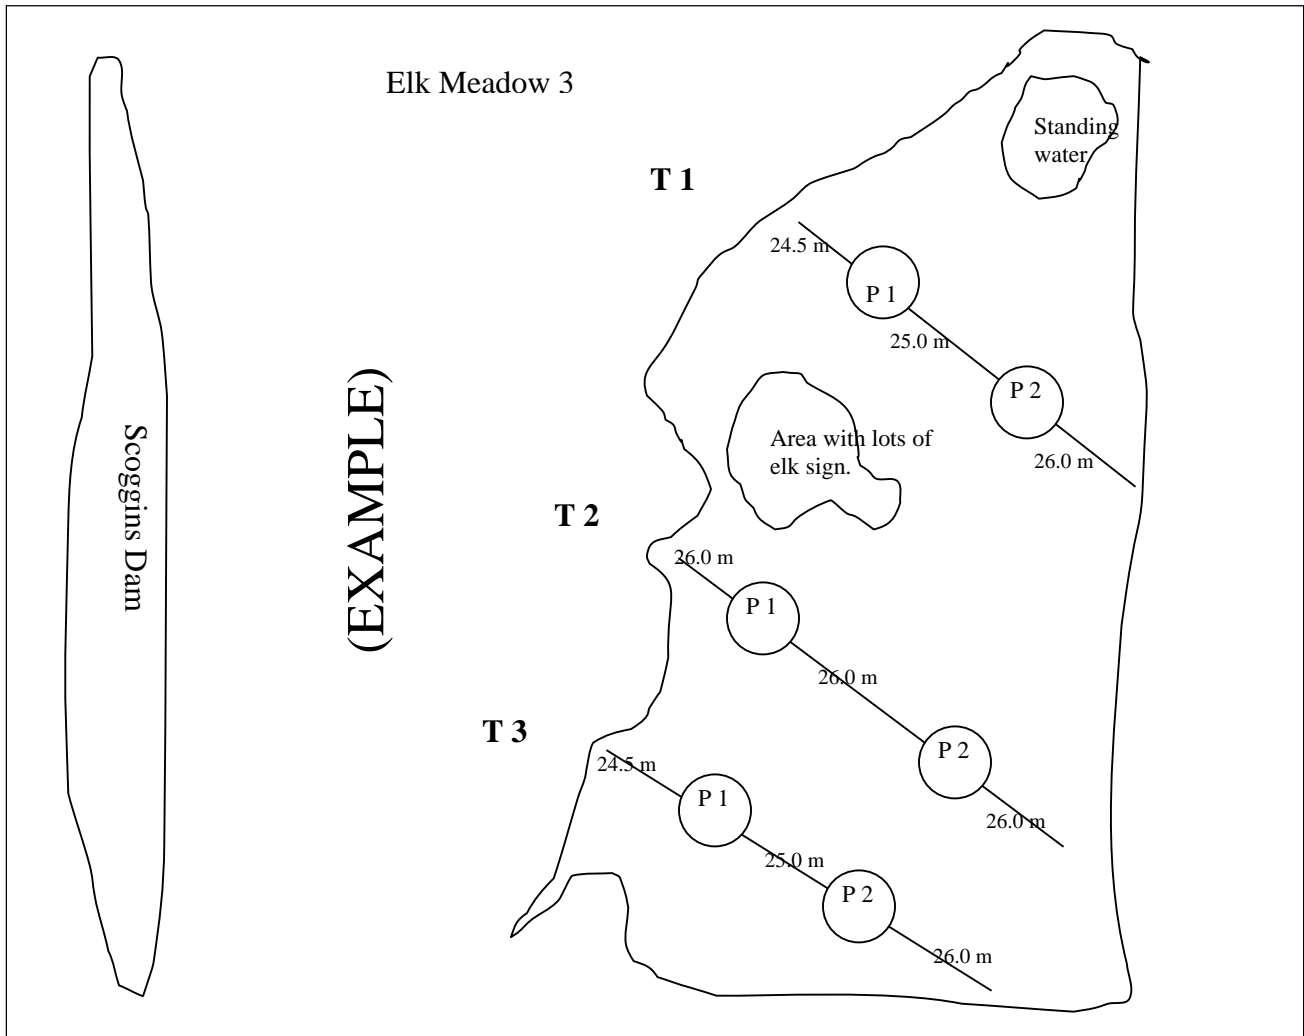 Elk Meadow 3
Standing
water
T 1
24.5 m
P 1
25.0 m
P 2
26.0 m
(EXAMPLE)
Scoggins Dam
Area with lots of
elk sign.
T 2
26.0 m
P 1
26.0 m
P 2
26.0 m
T 3
24.5 m
P 1
25.0 m
P 2
26.0 m